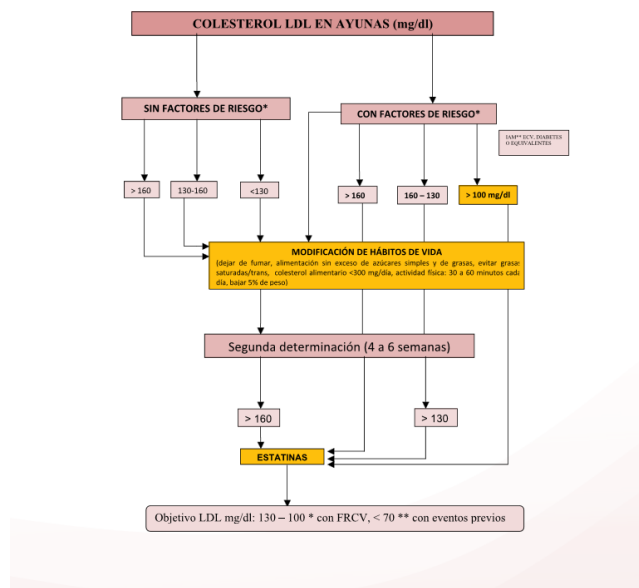 COLESTEROL LDL EN AYUNAS (mg/dl)
SIN FACTORES DE RIESGO*
CON FACTORES DE RIESGO*
IAM** ECV, DIABETES
O EQUIVALENTES
> 160
130-160
<130
> 160
160 – 130
> 100 mg/dl
MODIFICACIÓN DE HÁBITOS DE VIDA
(dejar de fumar, alimentación sin exceso de azúcares simples y de grasas, evitar grasas
saturadas/trans, colesterol alimentario <300 mg/día, actividad física: 30 a 60 minutos cada
día, bajar 5% de peso)
Segunda determinación (4 a 6 semanas)
> 160
> 130
ESTATINAS
Objetivo LDL mg/dl: 130 – 100 * con FRCV, < 70 ** con eventos previos